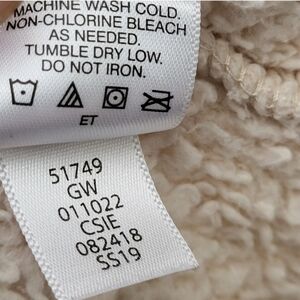 MACHINE WASH COLD.
NON-CHLORINE BLEACH
AS NEEDED.
TUMBLE DRY LOW.
DO NOT IRON.
ET
51749
GW
011022
CSIE
082418
SS19